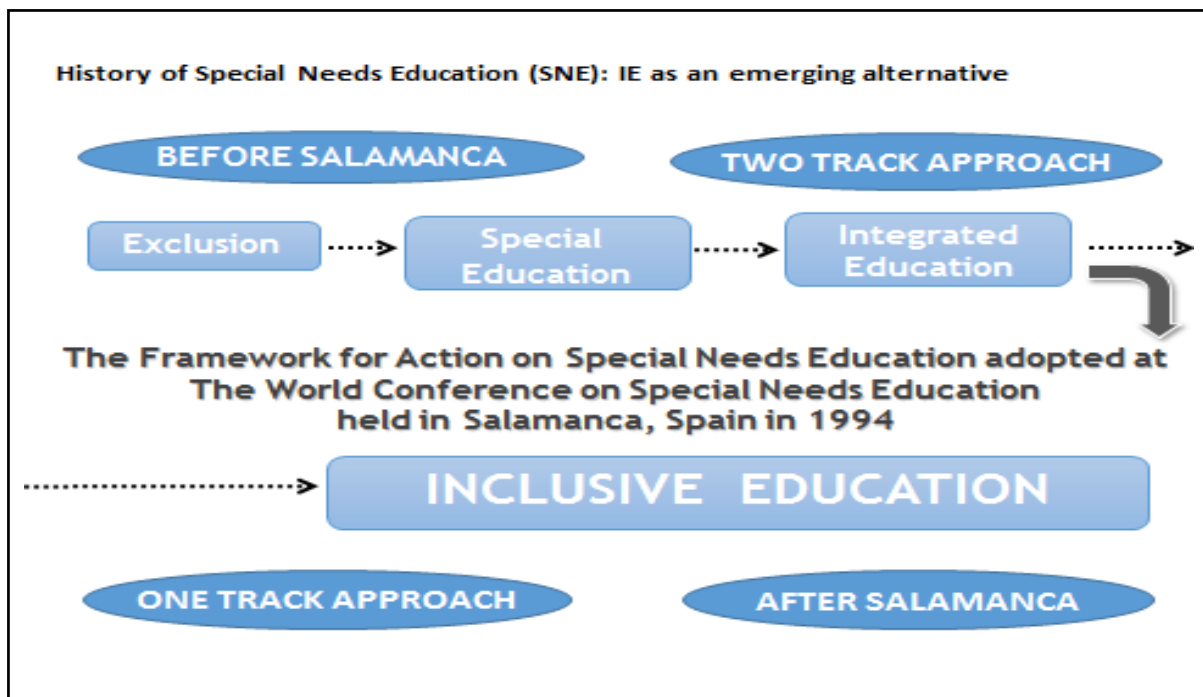 History of Special Needs Education (SNE): IE as an emerging alternative
BEFORE SALAMANCA
TWO TRACK APPROACH
Exclusion
Special
Education
Integrated
Education
The Framework for Action on Special Needs Education adopted at
The World Conference on Special Needs Education
held in Salamanca, Spain in 1994
INCLUSIVE EDUCATION
ONE TRACK APPROACH
AFTER SALAMANCA